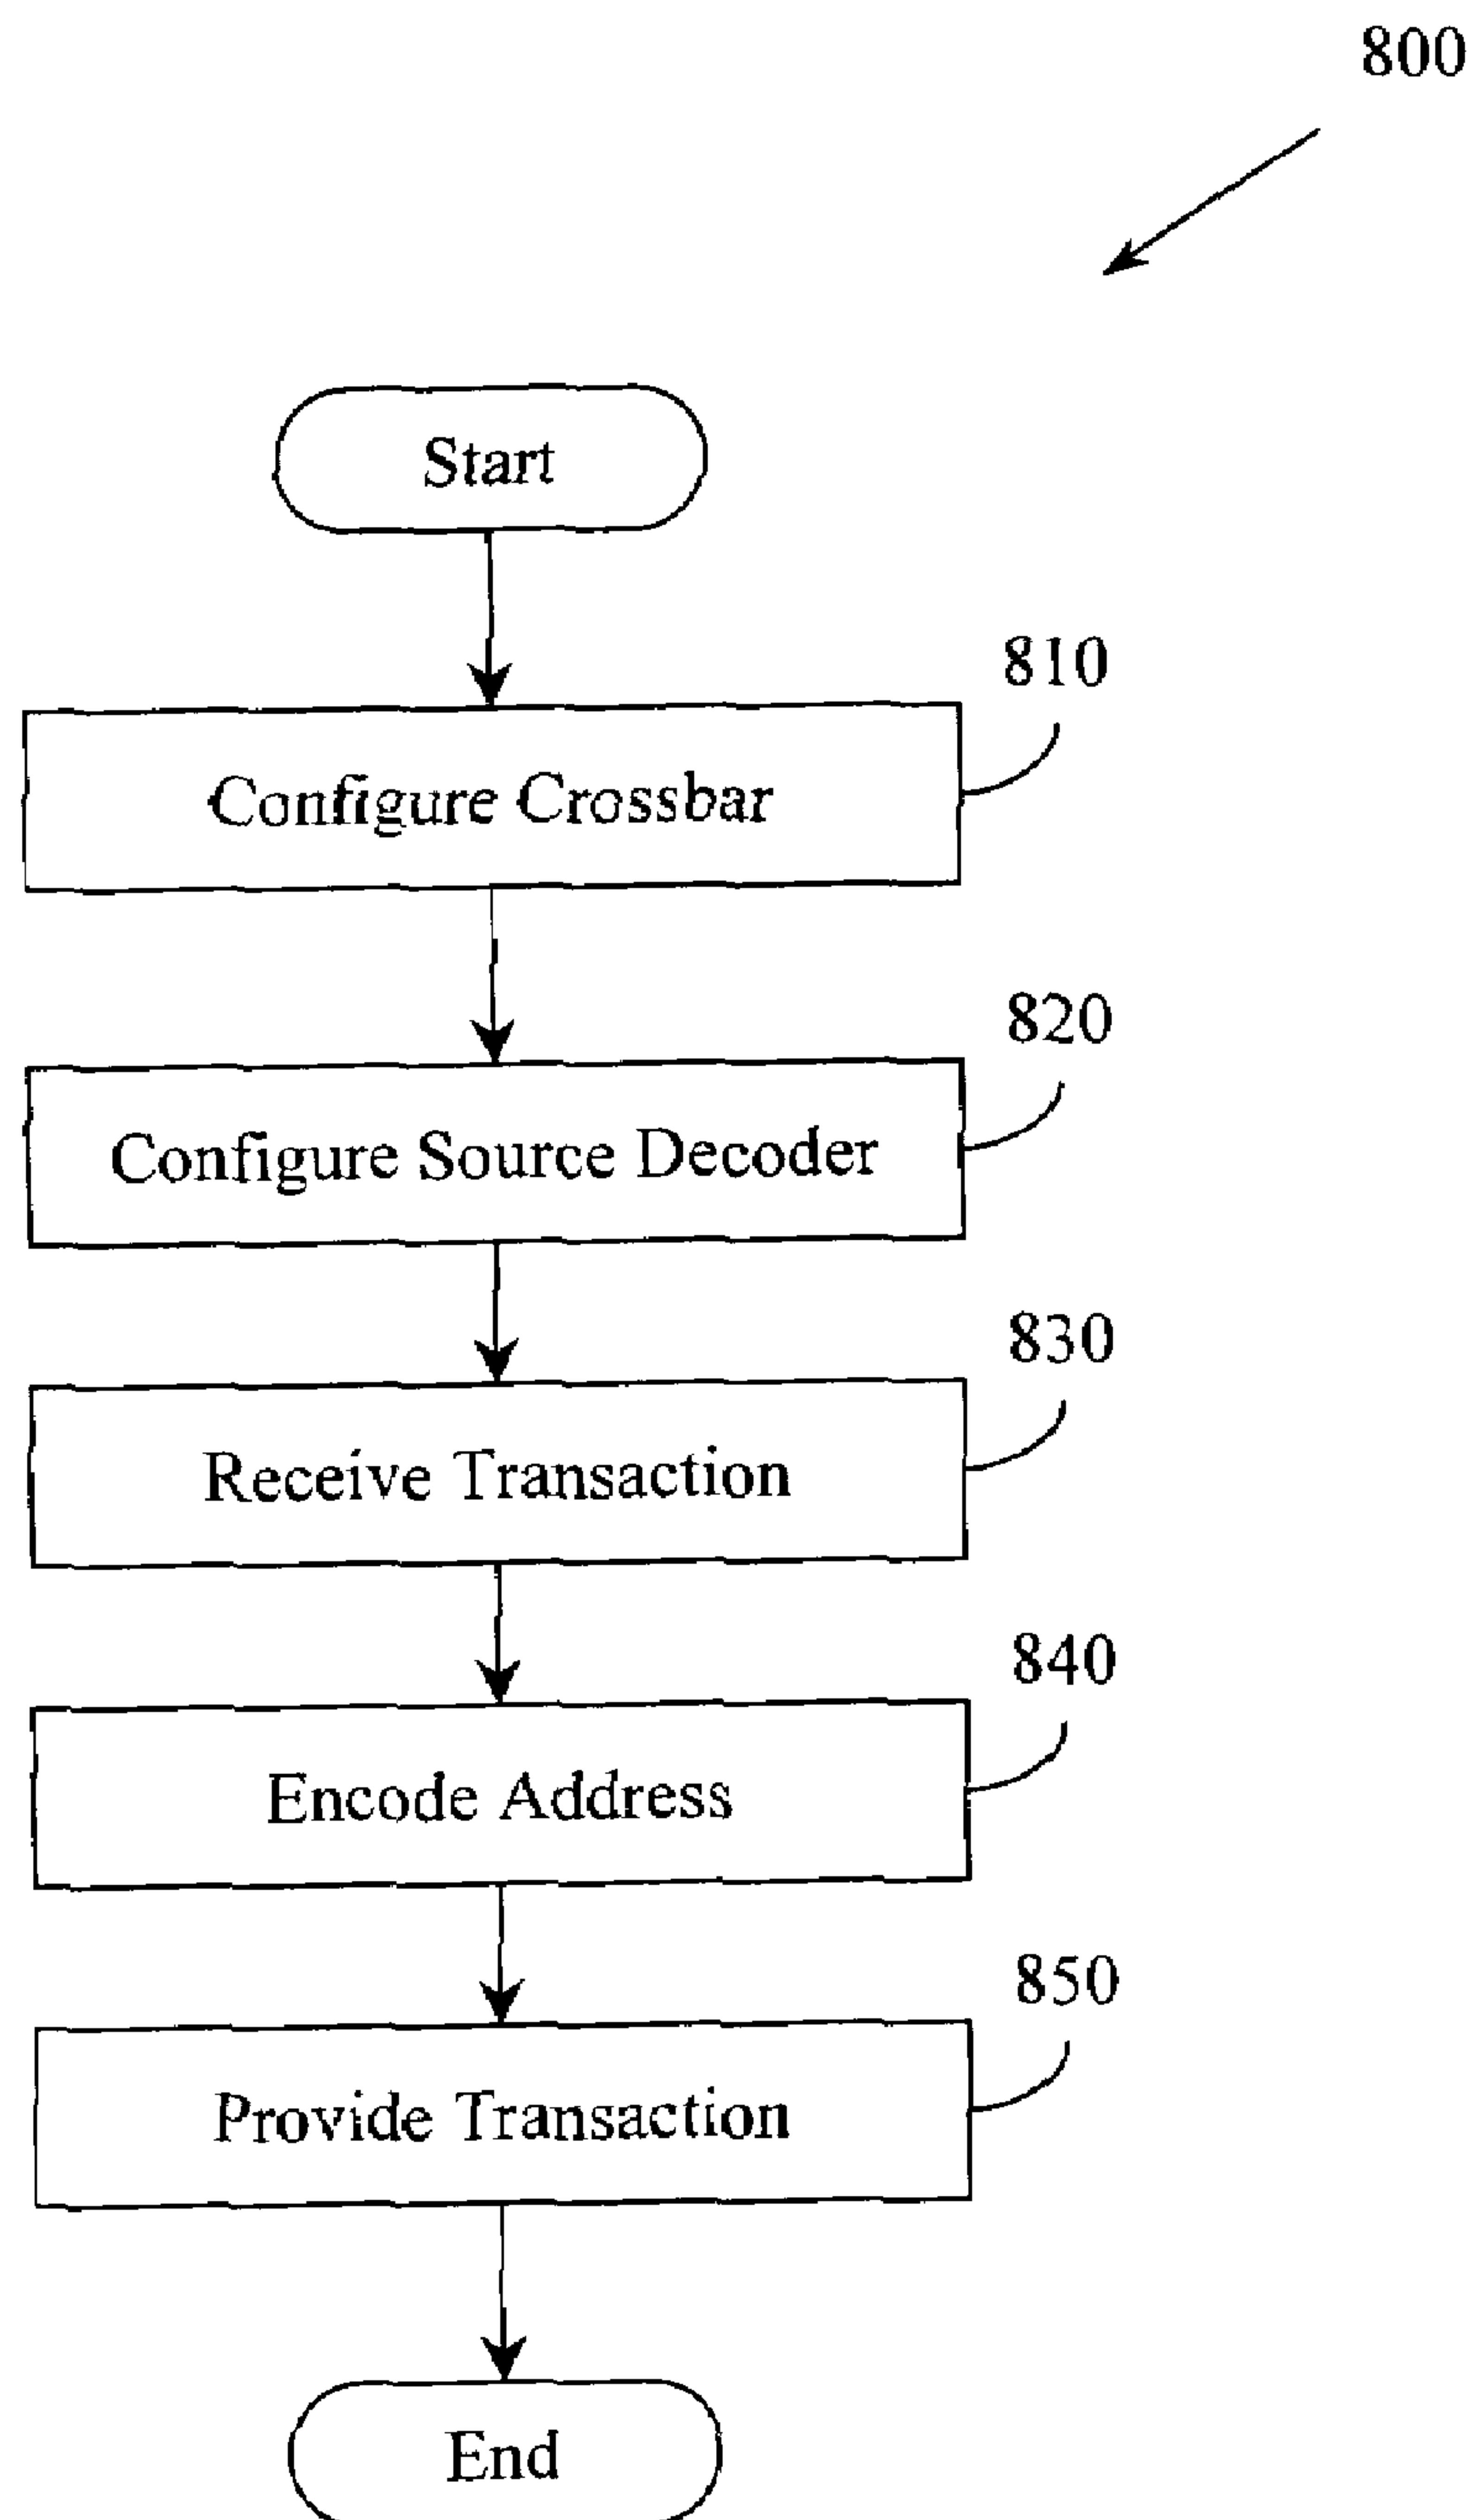 800
Start
810
Configure Crossbar
820
Configure Source Decoder
830
Receive Transaction
840
Encode Address
850
Provide Transaction
End